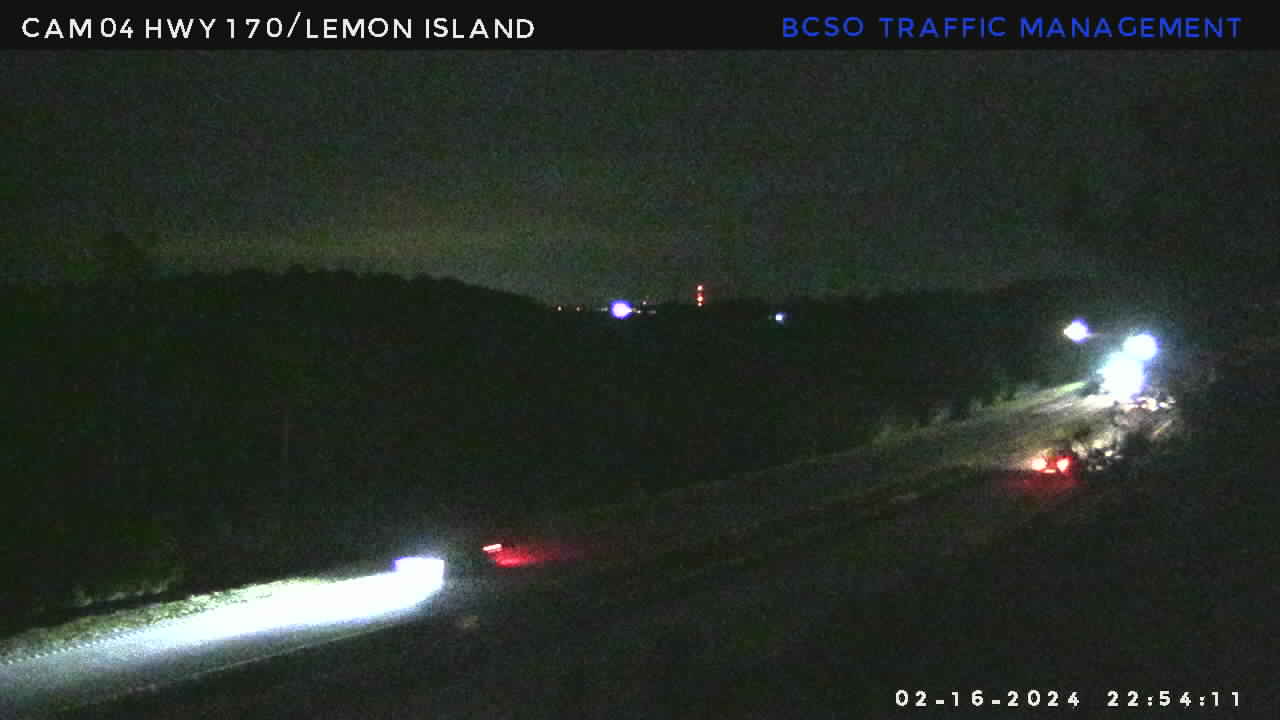 CAM04 HWY 170/LEMON ISLAND
BCSO TRAFFIC MANAGEMENT
02-16-2024 22:54:11